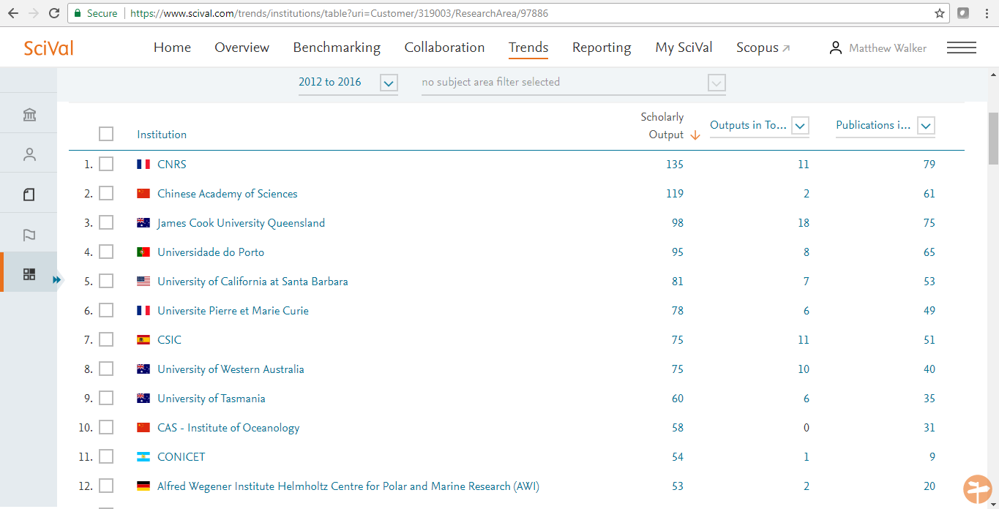 Secure https://www.scival.com/trends/institutions/table?uri=Customer/319003/ResearchArea/97886
SciVal Home Overview Benchmarking Collaboration Trends Reporting My SciVal Scopus Matthew Walker
2012 to 2016 no subject area filter selected
Institution Scholarly Output Outputs in To... Publications i...
1. CNRS 135 11 79
2. Chinese Academy of Sciences 119 2 61
3. James Cook University Queensland 98 18 75
4. Universidade do Porto 95 8 65
5. University of California at Santa Barbara 81 7 53
6. Universite Pierre et Marie Curie 78 6 49
7. CSIC 75 11 51
8. University of Western Australia 75 10 40
9. University of Tasmania 60 6 35
10. CAS - Institute of Oceanology 58 0 31
11. CONICET 54 1 9
12. Alfred Wegener Institute Helmholtz Centre for Polar and Marine Research (AWI) 53 2 20